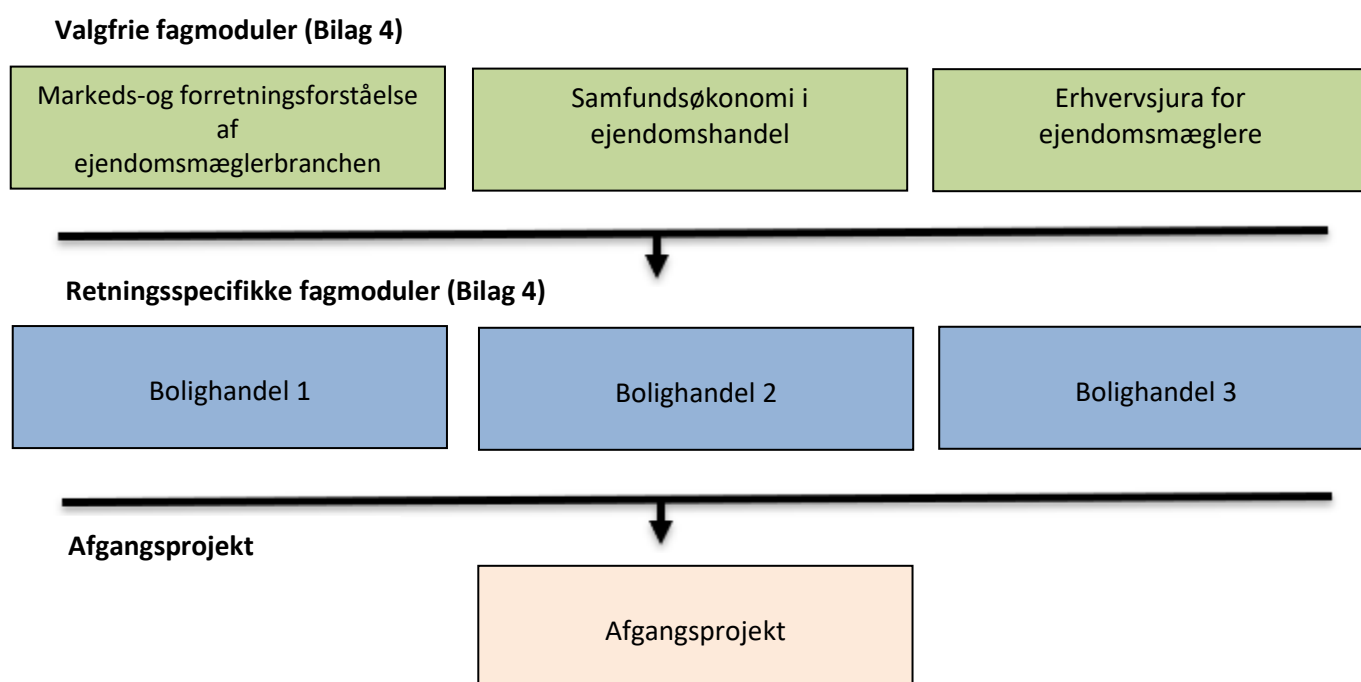 Valgfrie fagmoduler (Bilag 4)
Markeds-og forretningsforståelse
af
ejendomsmæglerbranchen
Samfundsøkonomi i
ejendomshandel
Erhvervsjura for
ejendomsmæglere
Retningsspecifikke fagmoduler (Bilag 4)
Bolighandel 1
Bolighandel 2
Bolighandel 3
Afgangsprojekt
Afgangsprojekt